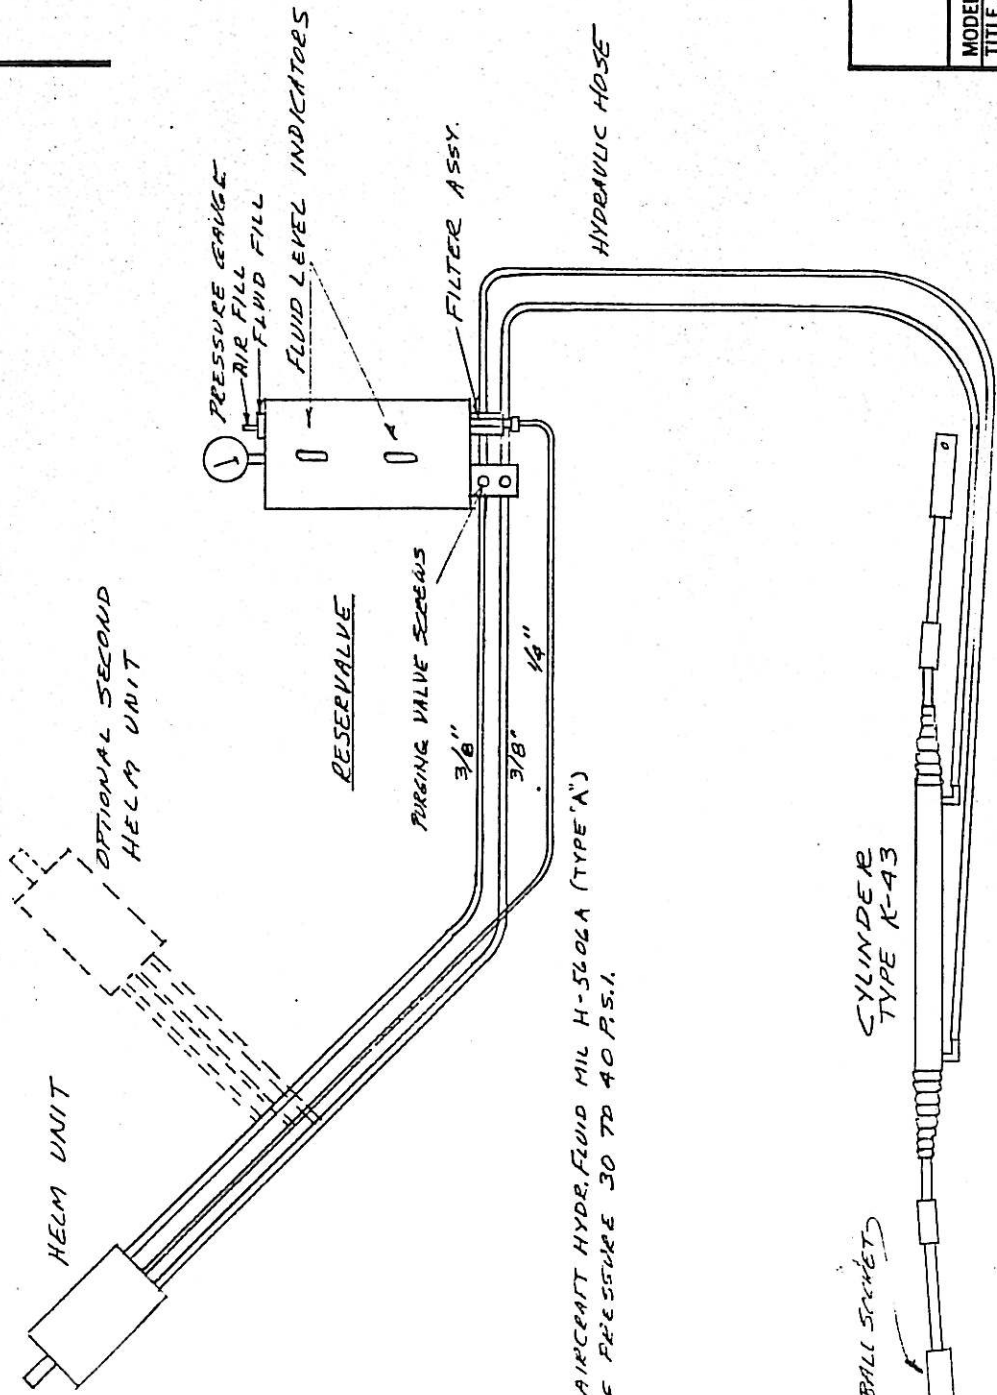 PRESSURE GAUGE
AIR FILL
FLUID FILL
FLUID LEVEL INDICATORS
FILTER ASSY.
HYDRAULIC HOSE
OPTIONAL SECOND
HELM UNIT
RESERVALVE
PURGING VALVE SCREWS
3/8"
3/8"
1/4"
HELM UNIT
AIRCRAFT HYDR. FLUID MIL H-5606A (TYPE "A")
PRESSURE 30 TO 40 P.S.I.
CYLINDER
TYPE K-43
BALL SOCKET
MODEL
TITLE